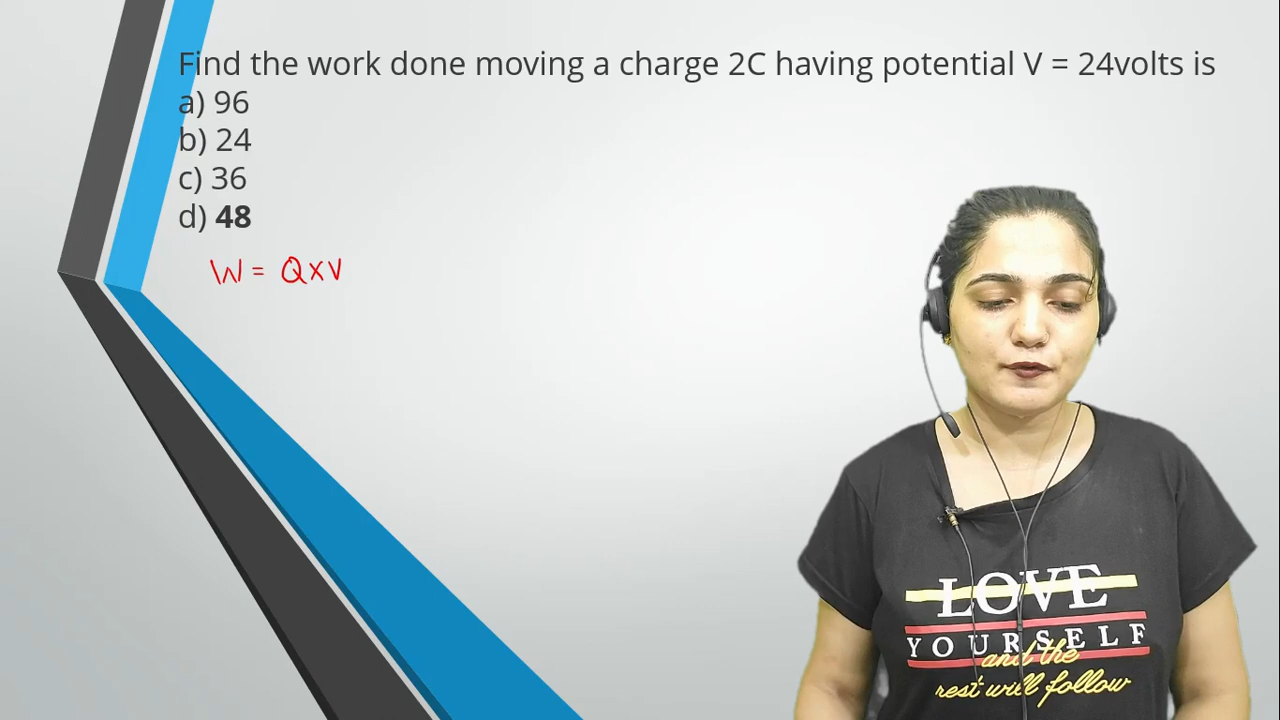 Find the work done moving a charge 2C having potential V = 24volts is
a) 96
b) 24
c) 36
d) 48
W = Q×V
LOVE
YOURSELF
and the
rest will follow